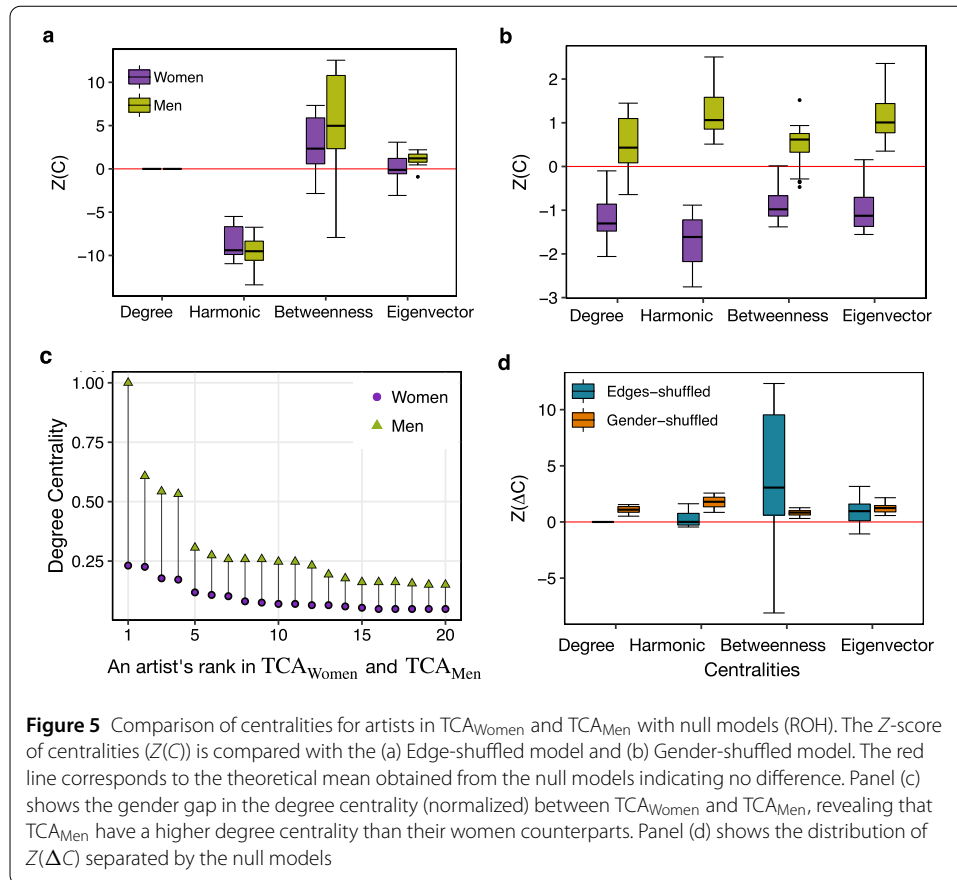 a
10
5
0
−5
−10
Z(C)
Women
Men
Degree Harmonic Betweenness Eigenvector
b
2
1
0
−1
−2
−3
Z(C)
Degree Harmonic Betweenness Eigenvector
c
1.00
0.75
0.50
0.25
Degree Centrality
Women
Men
1 5 10 15 20
An artist's rank in TCA_Women and TCA_Men
d
10
5
0
−5
Z(ΔC)
Edges−shuffled
Gender−shuffled
Degree Harmonic Betweenness Eigenvector
Centralities
Figure 5 Comparison of centralities for artists in TCA_Women and TCA_Men with null models (ROH). The Z-score
of centralities (Z(C)) is compared with the (a) Edge-shuffled model and (b) Gender-shuffled model. The red
line corresponds to the theoretical mean obtained from the null models indicating no difference. Panel (c)
shows the gender gap in the degree centrality (normalized) between TCA_Women and TCA_Men, revealing that
TCA_Men have a higher degree centrality than their women counterparts. Panel (d) shows the distribution of
Z(ΔC) separated by the null models